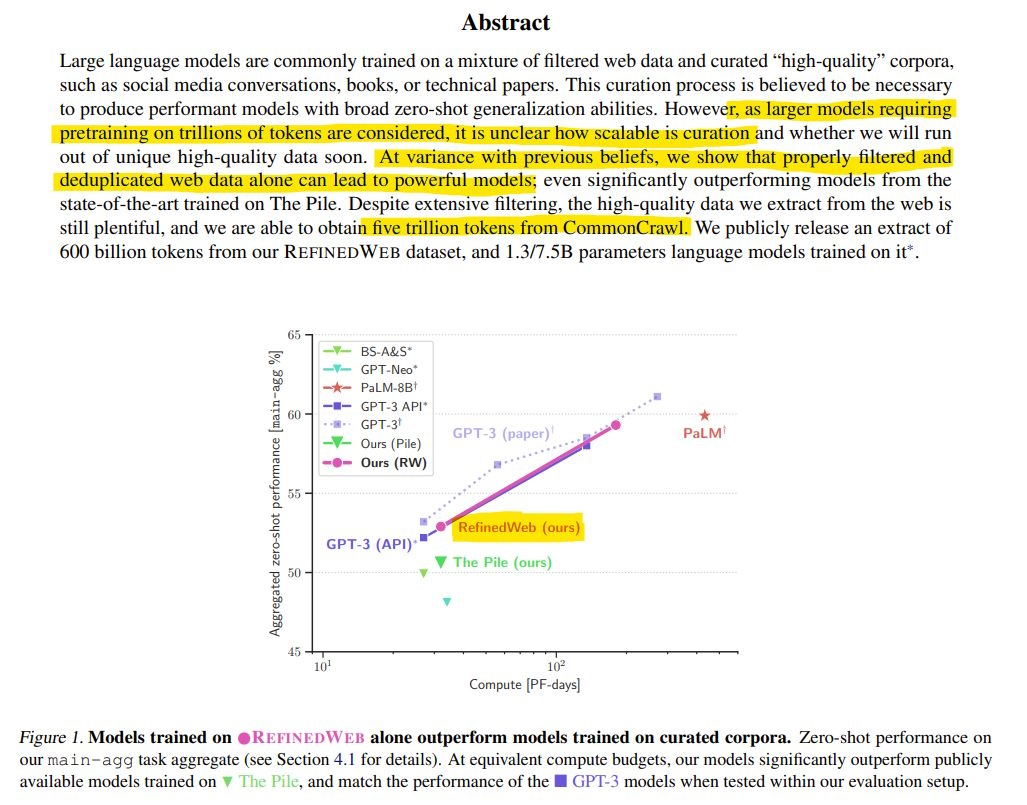 Abstract
Large language models are commonly trained on a mixture of filtered web data and curated “high-quality” corpora,
such as social media conversations, books, or technical papers. This curation process is believed to be necessary
to produce performant models with broad zero-shot generalization abilities. However, as larger models requiring
pretraining on trillions of tokens are considered, it is unclear how scalable is curation and whether we will run
out of unique high-quality data soon. At variance with previous beliefs, we show that properly filtered and
deduplicated web data alone can lead to powerful models; even significantly outperforming models from the
state-of-the-art trained on The Pile. Despite extensive filtering, the high-quality data we extract from the web is
still plentiful, and we are able to obtain five trillion tokens from CommonCrawl. We publicly release an extract of
600 billion tokens from our REFINEDWEB dataset, and 1.3/7.5B parameters language models trained on it*.
65
60
55
50
45
Aggregated zero-shot performance [main-agg %]
BS-A&S*
GPT-Neo*
PaLM-8B†
GPT-3 API*
GPT-3†
Ours (Pile)
Ours (RW)
GPT-3 (paper)†
PaLM†
RefinedWeb (ours)
GPT-3 (API)*
The Pile (ours)
10¹
10²
Compute [PF-days]
Figure 1. Models trained on REFINEDWEB alone outperform models trained on curated corpora. Zero-shot performance on
our main-agg task aggregate (see Section 4.1 for details). At equivalent compute budgets, our models significantly outperform publicly
available models trained on The Pile, and match the performance of the GPT-3 models when tested within our evaluation setup.